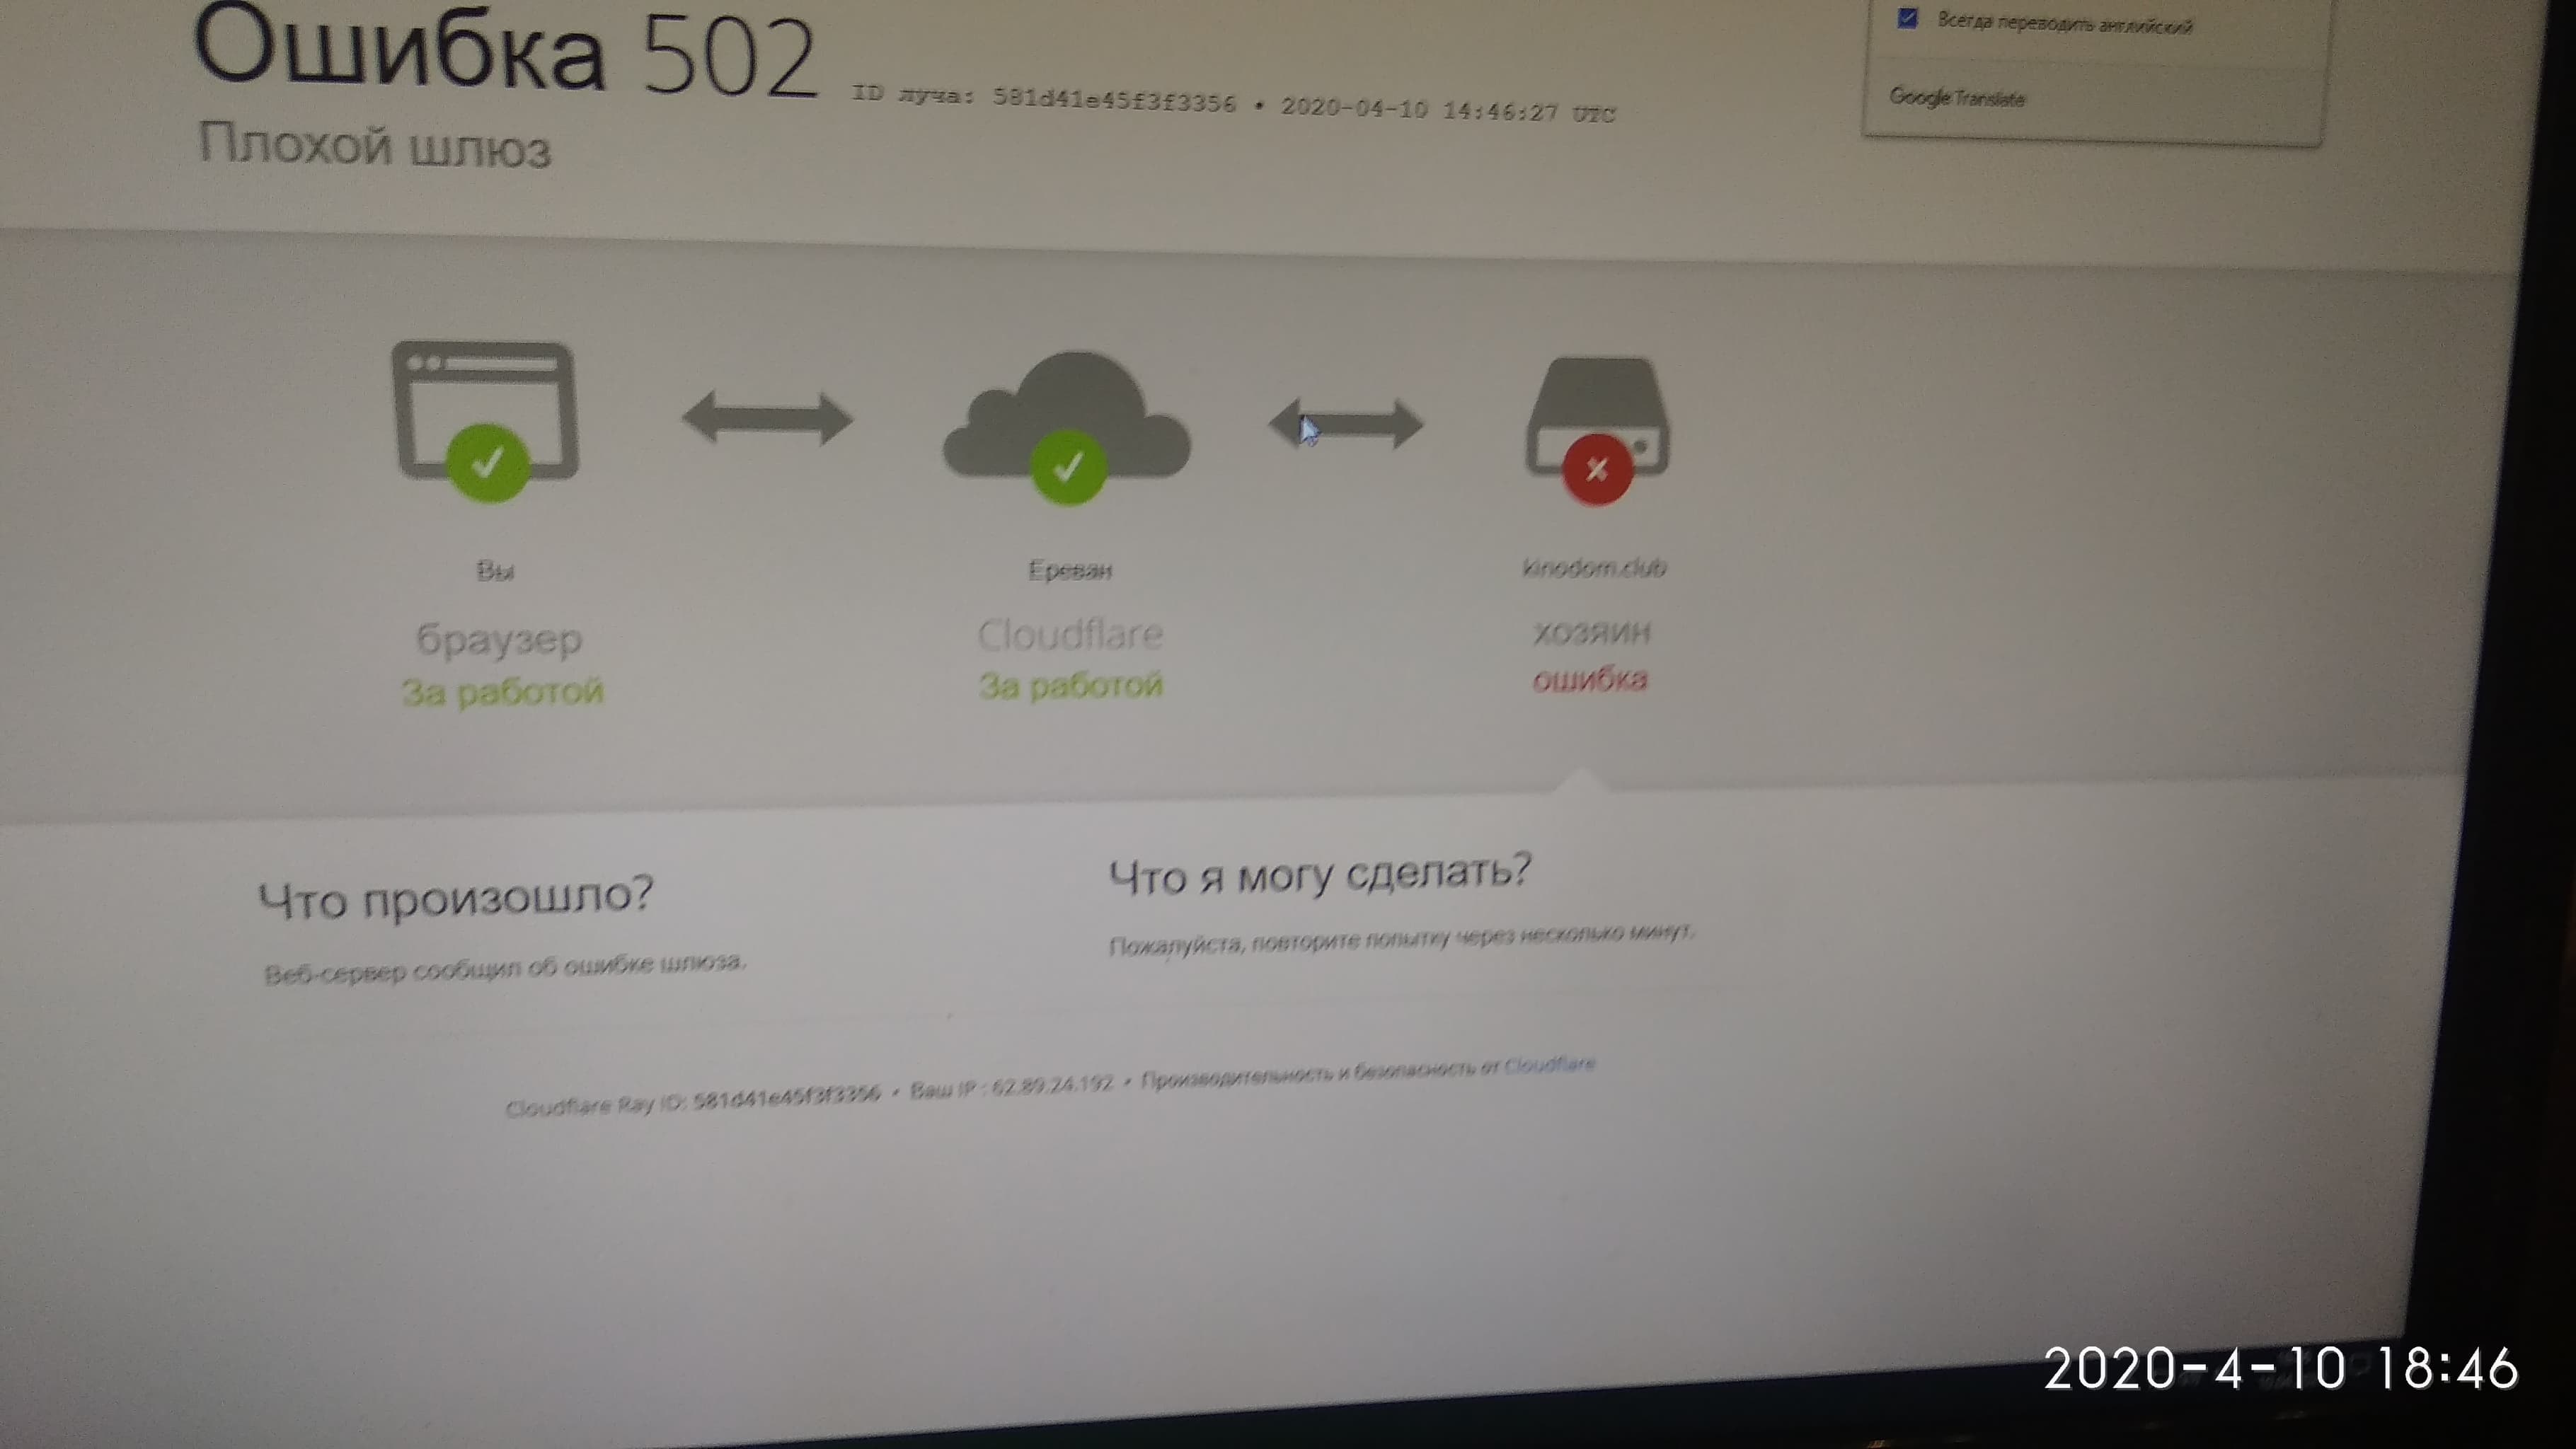 Ошибка 502 ID луча: 581d41e45f3f3356 • 2020-04-10 14:46:27 UTC
Плохой шлюз
Всегда переводить английский
Google Translate
Вы
браузер
За работой
Ереван
Cloudflare
За работой
kinodom.club
хозяин
ошибка
Что произошло?
Веб-сервер сообщил об ошибке шлюза.
Что я могу сделать?
Пожалуйста, повторите попытку через несколько минут.
Cloudflare Ray ID: 581d41e45f3f3356 • Ваш IP : 62.89.24.192 • Производительность и безопасность от Cloudflare
2020-4-10 18:46